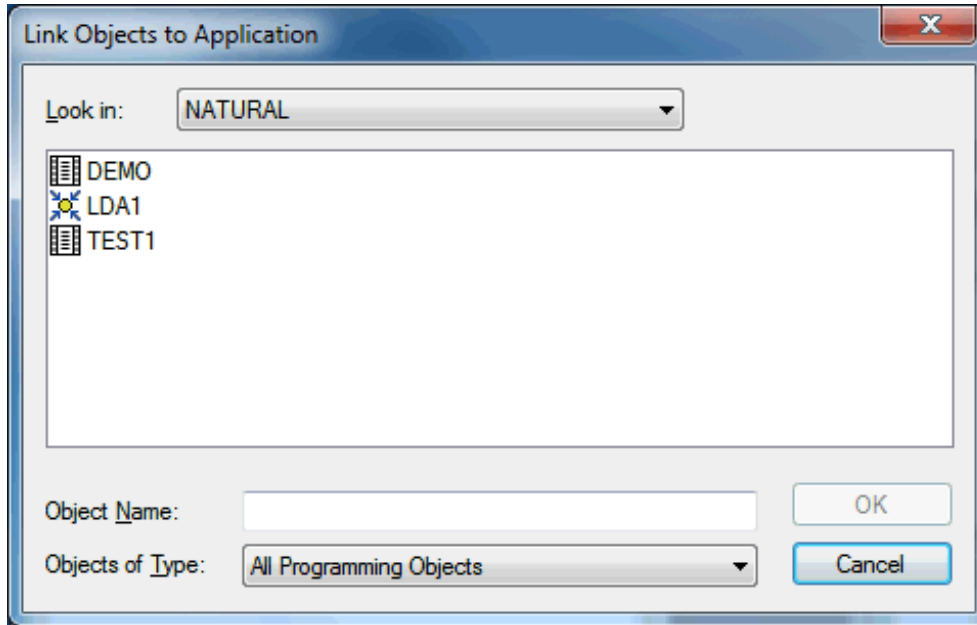 Link Objects to Application
Look in: NATURAL
DEMO
LDA1
TEST1
Object Name:
OK
Objects of Type: All Programming Objects
Cancel